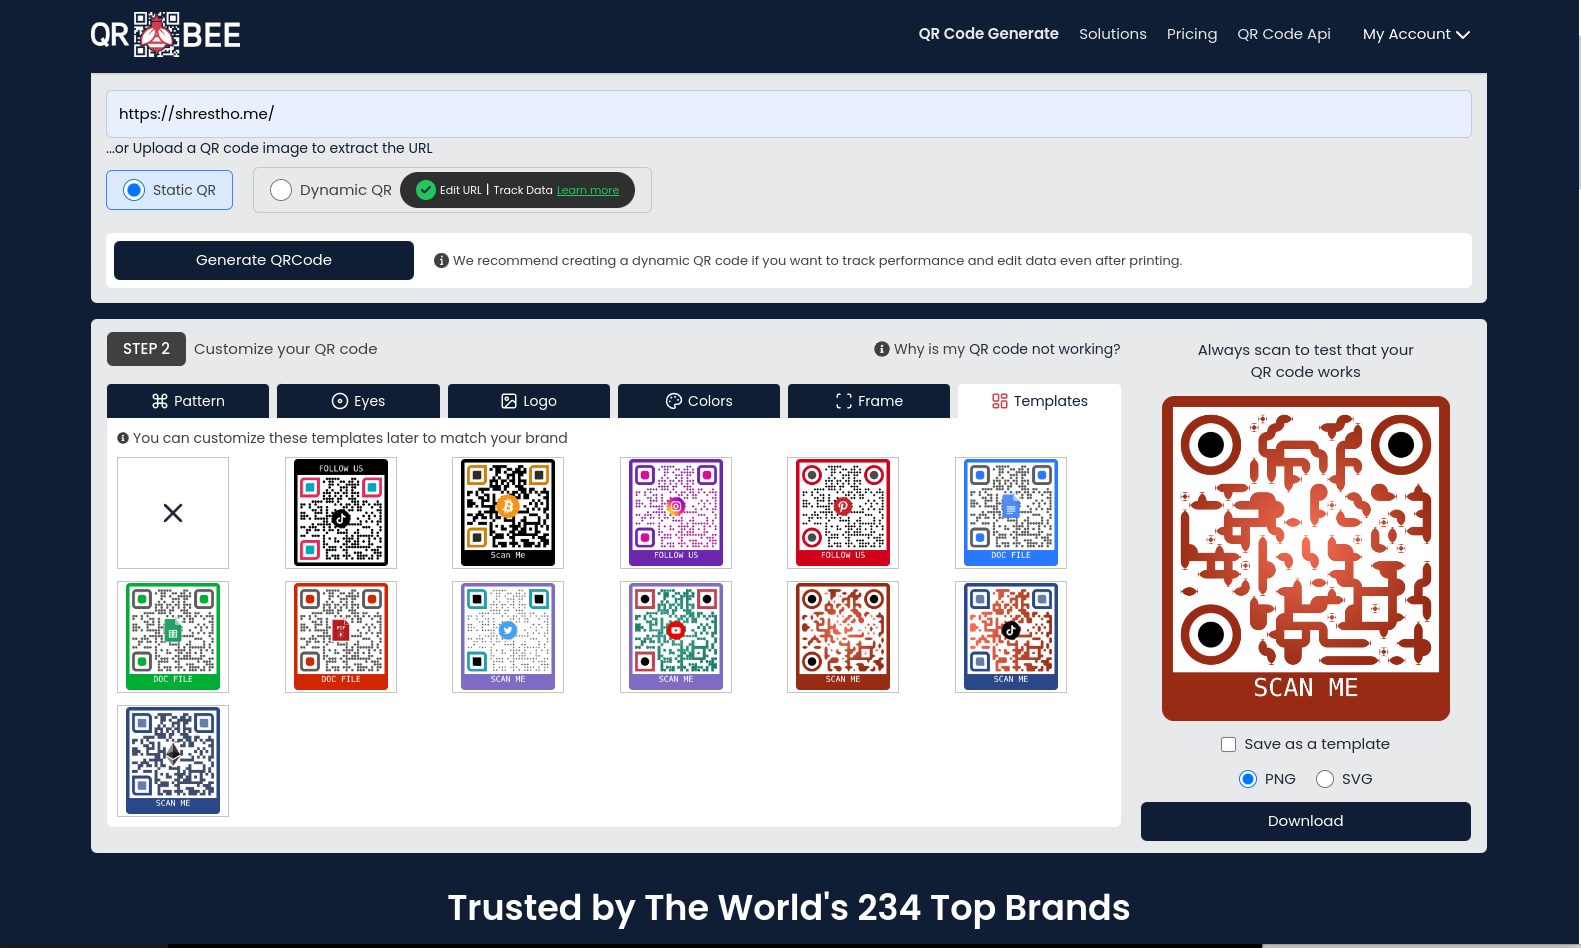 QR BEE
QR Code Generate Solutions Pricing QR Code Api My Account
https://shrestho.me/
...or Upload a QR code image to extract the URL
Static QR Dynamic QR Edit URL | Track Data Learn more
Generate QRCode We recommend creating a dynamic QR code if you want to track performance and edit data even after printing.
STEP 2 Customize your QR code Why is my QR code not working?
Pattern Eyes Logo Colors Frame Templates
You can customize these templates later to match your brand
FOLLOW US
Scan Me FOLLOW US FOLLOW US DOC FILE
PDF
DOC FILE DOC FILE SCAN ME SCAN ME SCAN ME SCAN ME
SCAN ME
Always scan to test that your
QR code works
SCAN ME
Save as a template
PNG SVG
Download
Trusted by The World's 234 Top Brands